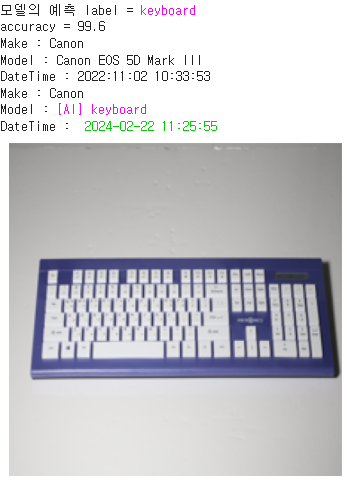 모델의 예측 label = keyboard
accuracy = 99.6
Make : Canon
Model : Canon EOS 5D Mark III
DateTime : 2022:11:02 10:33:53
Make : Canon
Model : [AI] keyboard
DateTime :  2024-02-22 11:25:55